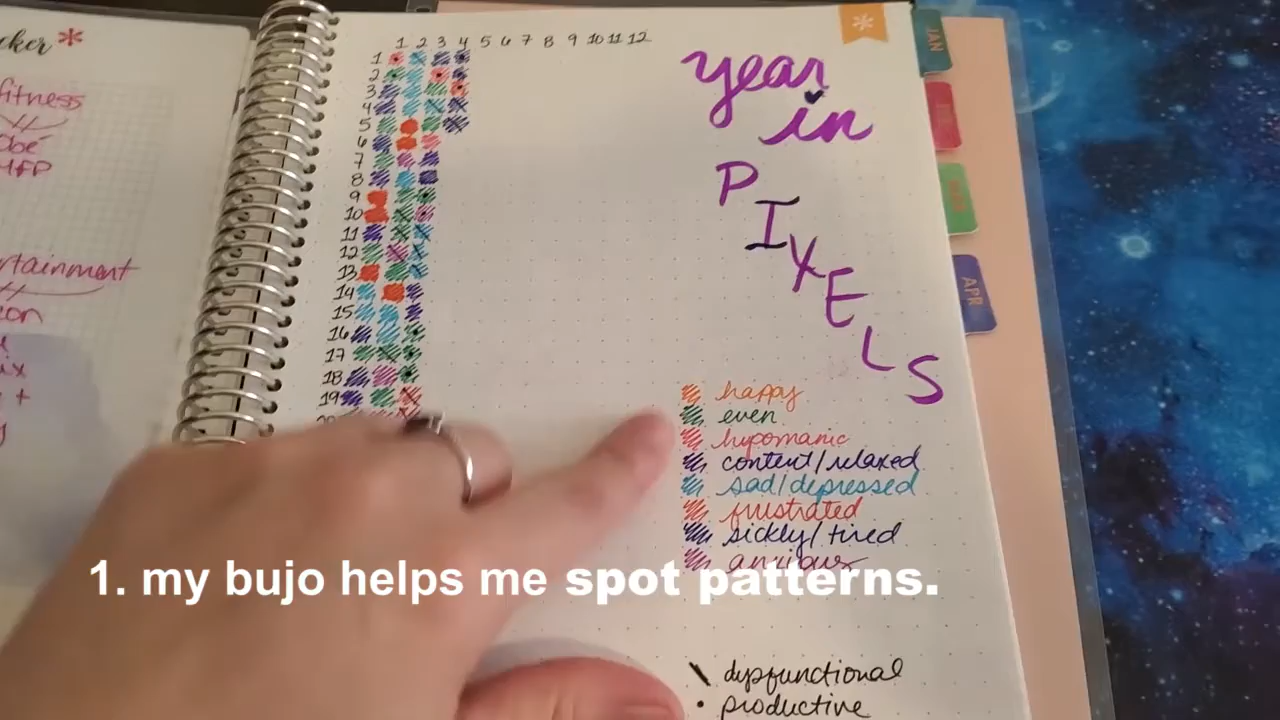 fitness
rtainment
1 2 3 4 5 6 7 8 9 10 11 12
1
2
3
4
5
6
7
8
9
10
11
12
13
14
15
16
17
18
19
year
in
PIXELS
JAN
APR
happy
even
hypomanic
content/relaxed
sad/depressed
frustrated
sickly/tired
anxious
1. my bujo helps me spot patterns.
dysfunctional
productive